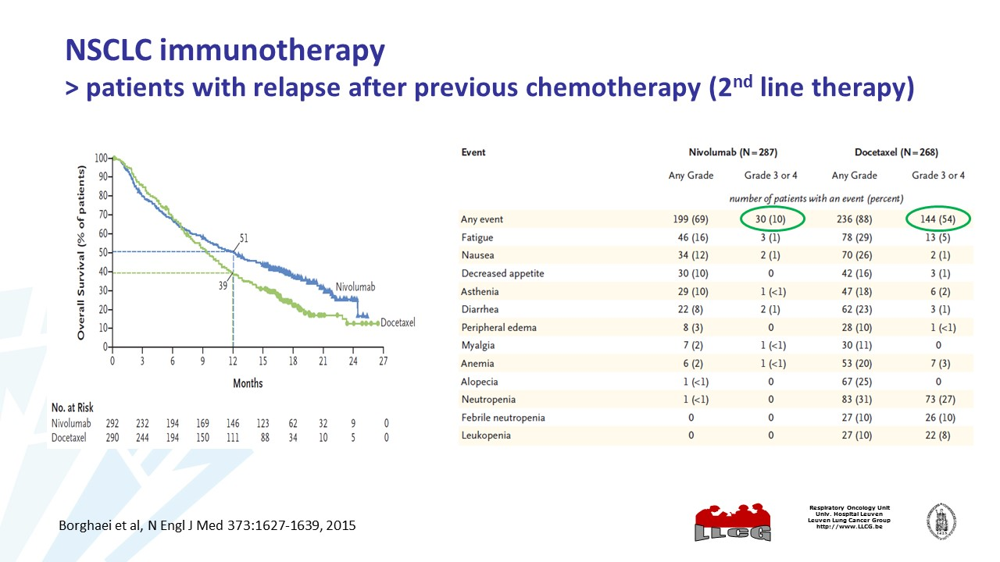 NSCLC immunotherapy
> patients with relapse after previous chemotherapy (2nd line therapy)
Overall Survival (% of patients)
100
90
80
70
60
50
40
30
20
10
0
51
39
Nivolumab
Docetaxel
0 3 6 9 12 15 18 21 24 27
Months
No. at Risk
Nivolumab 292 232 194 169 146 123 62 32 9 0
Docetaxel 290 244 194 150 111 88 34 10 5 0
Event Nivolumab (N=287) Docetaxel (N=268)
Any Grade Grade 3 or 4 Any Grade Grade 3 or 4
number of patients with an event (percent)
Any event 199 (69) 30 (10) 236 (88) 144 (54)
Fatigue 46 (16) 3 (1) 78 (29) 13 (5)
Nausea 34 (12) 2 (1) 70 (26) 2 (1)
Decreased appetite 30 (10) 0 42 (16) 3 (1)
Asthenia 29 (10) 1 (<1) 47 (18) 6 (2)
Diarrhea 22 (8) 2 (1) 62 (23) 3 (1)
Peripheral edema 8 (3) 0 28 (10) 1 (<1)
Myalgia 7 (2) 1 (<1) 30 (11) 0
Anemia 6 (2) 1 (<1) 53 (20) 7 (3)
Alopecia 1 (<1) 0 67 (25) 0
Neutropenia 1 (<1) 0 83 (31) 73 (27)
Febrile neutropenia 0 0 27 (10) 26 (10)
Leukopenia 0 0 27 (10) 22 (8)
Borghaei et al, N Engl J Med 373:1627-1639, 2015
LLCG
Respiratory Oncology Unit
Univ. Hospital Leuven
Leuven Lung Cancer Group
http://www.LLCG.be